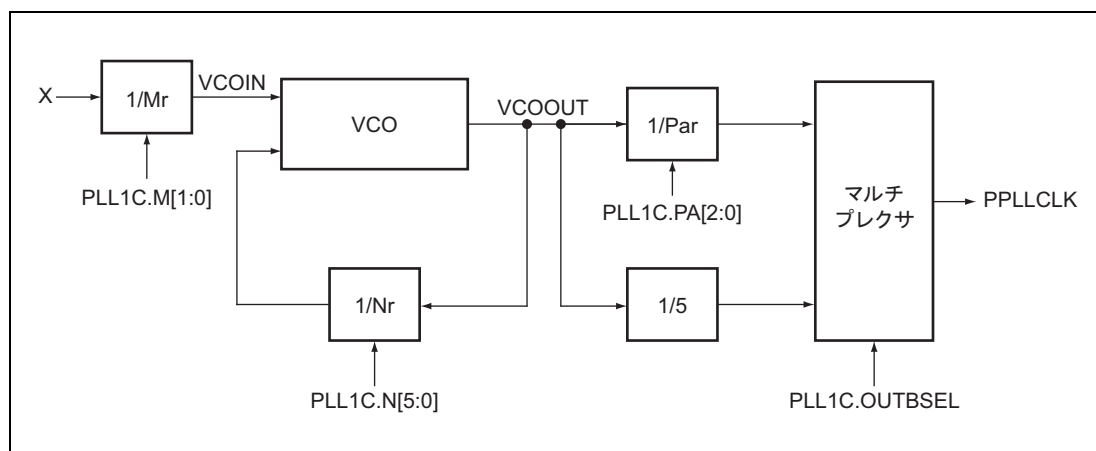 X
1/Mr
VCOIN
VCO
VCOOUT
1/Par
マルチ
プレクサ
PPLLCLK
PLL1C.M[1:0]
PLL1C.PA[2:0]
1/Nr
1/5
PLL1C.N[5:0]
PLL1C.OUTBSEL